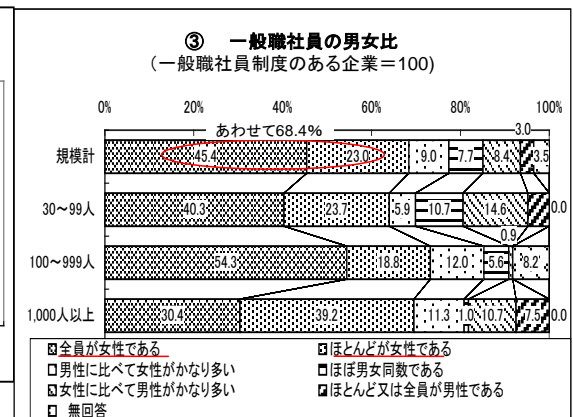 ③ 一般職社員の男女比
(一般職社員制度のある企業=100)
0% 20% 40% 60% 80% 100%
あわせて68.4%
3.0
規模計 45.4 23.0 9.0 7.7 8.4 3.5
30~99人 40.3 23.7 5.9 10.7 14.6 0.0
0.9
100~999人 54.3 18.8 12.0 5.6 8.2
1,000人以上 30.4 39.2 11.3 1.0 10.7 7.5 0.0
全員が女性である ほとんどが女性である
男性に比べて女性がかなり多い ほぼ男女同数である
女性に比べて男性がかなり多い ほとんど又は全員が男性である
無回答